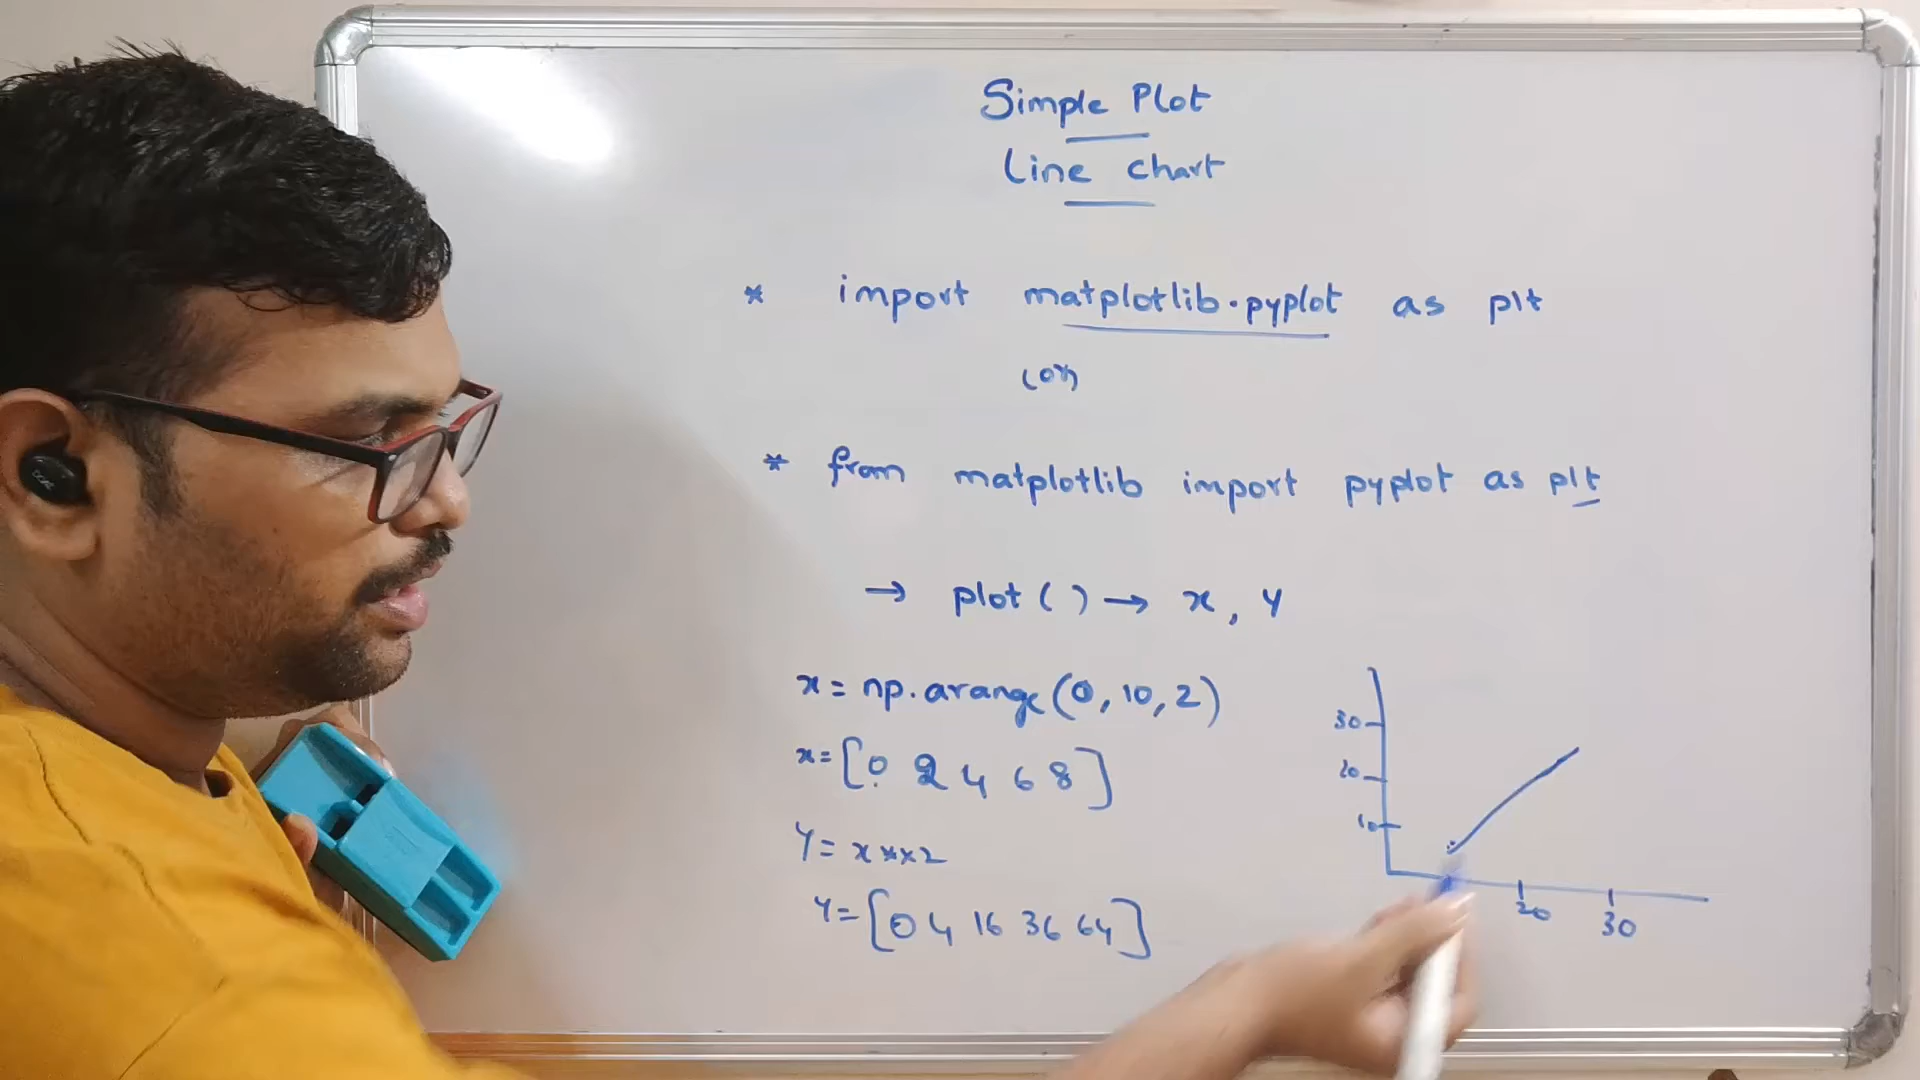 Simple Plot
Line chart
* import matplotlib.pyplot as plt
(or)
* from matplotlib import pyplot as plt
→ plot ( ) → x, y
x = np.arange(0, 10, 2)
x = [0 2 4 6 8]
y = x**2
y = [0 4 16 36 64]
30
20
10
20
30